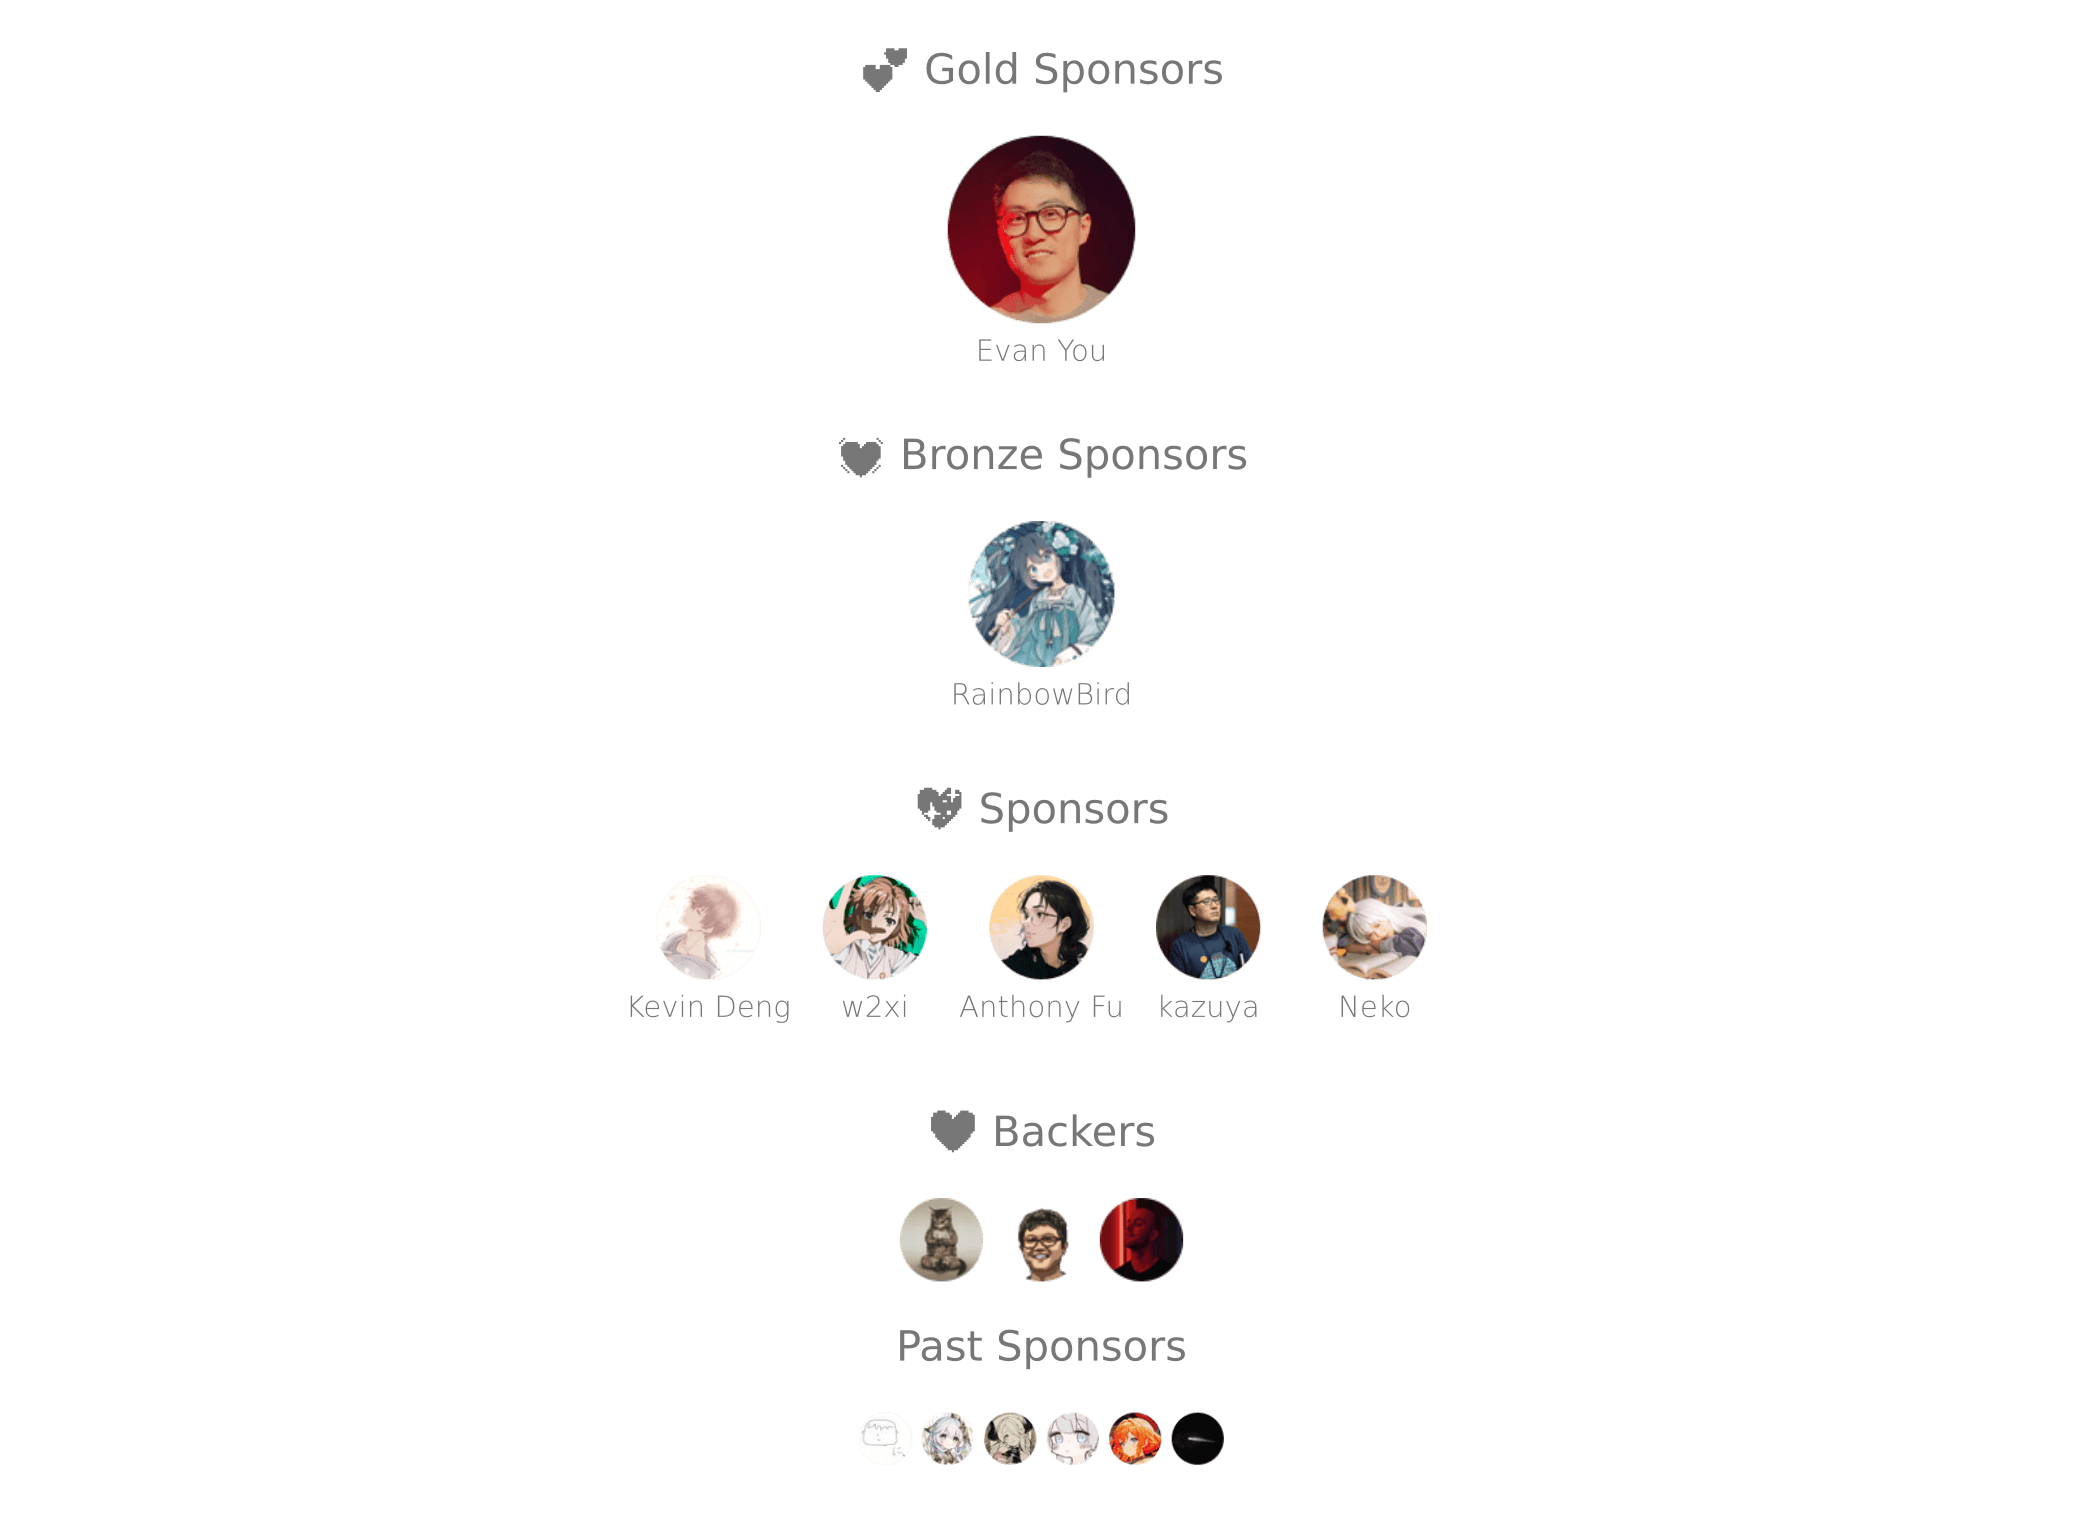 Gold Sponsors
Evan You
Bronze Sponsors
RainbowBird
Sponsors
Kevin Deng w2xi Anthony Fu kazuya Neko
Backers
Past Sponsors